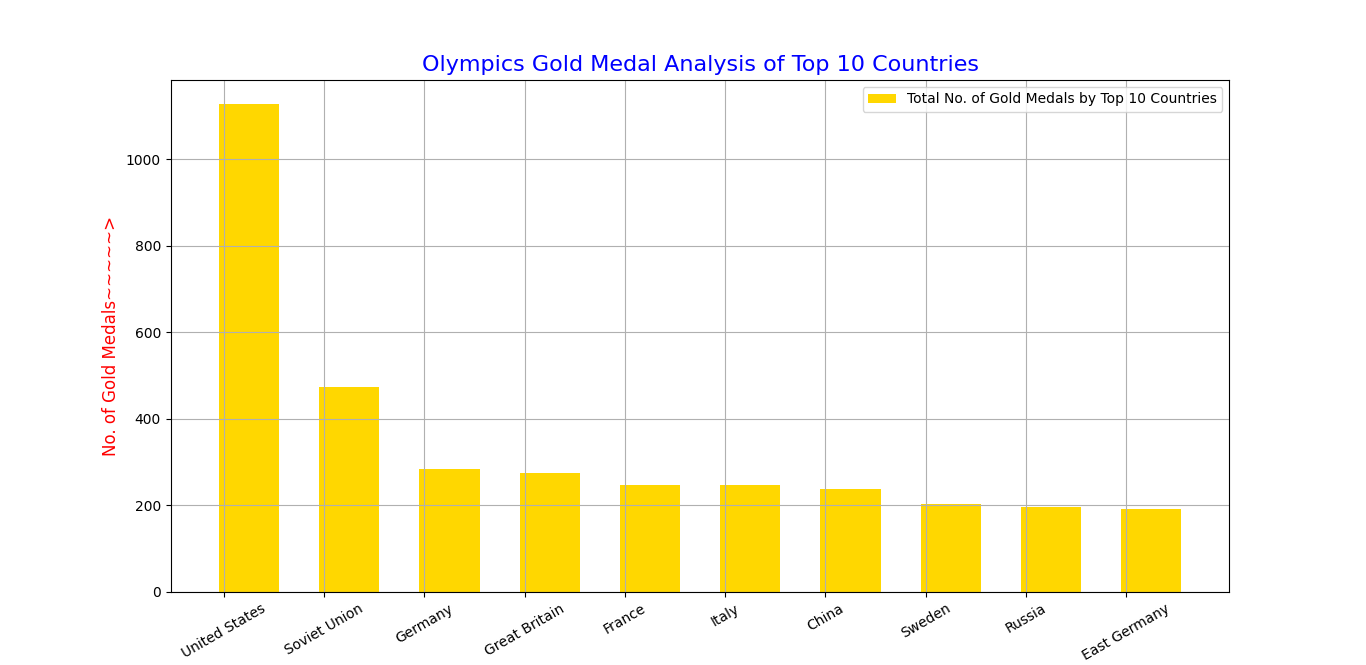 Olympics Gold Medal Analysis of Top 10 Countries
Total No. of Gold Medals by Top 10 Countries
No. of Gold Medals~~~~~>
1000
800
600
400
200
0
United States
Soviet Union
Germany
Great Britain
France
Italy
China
Sweden
Russia
East Germany